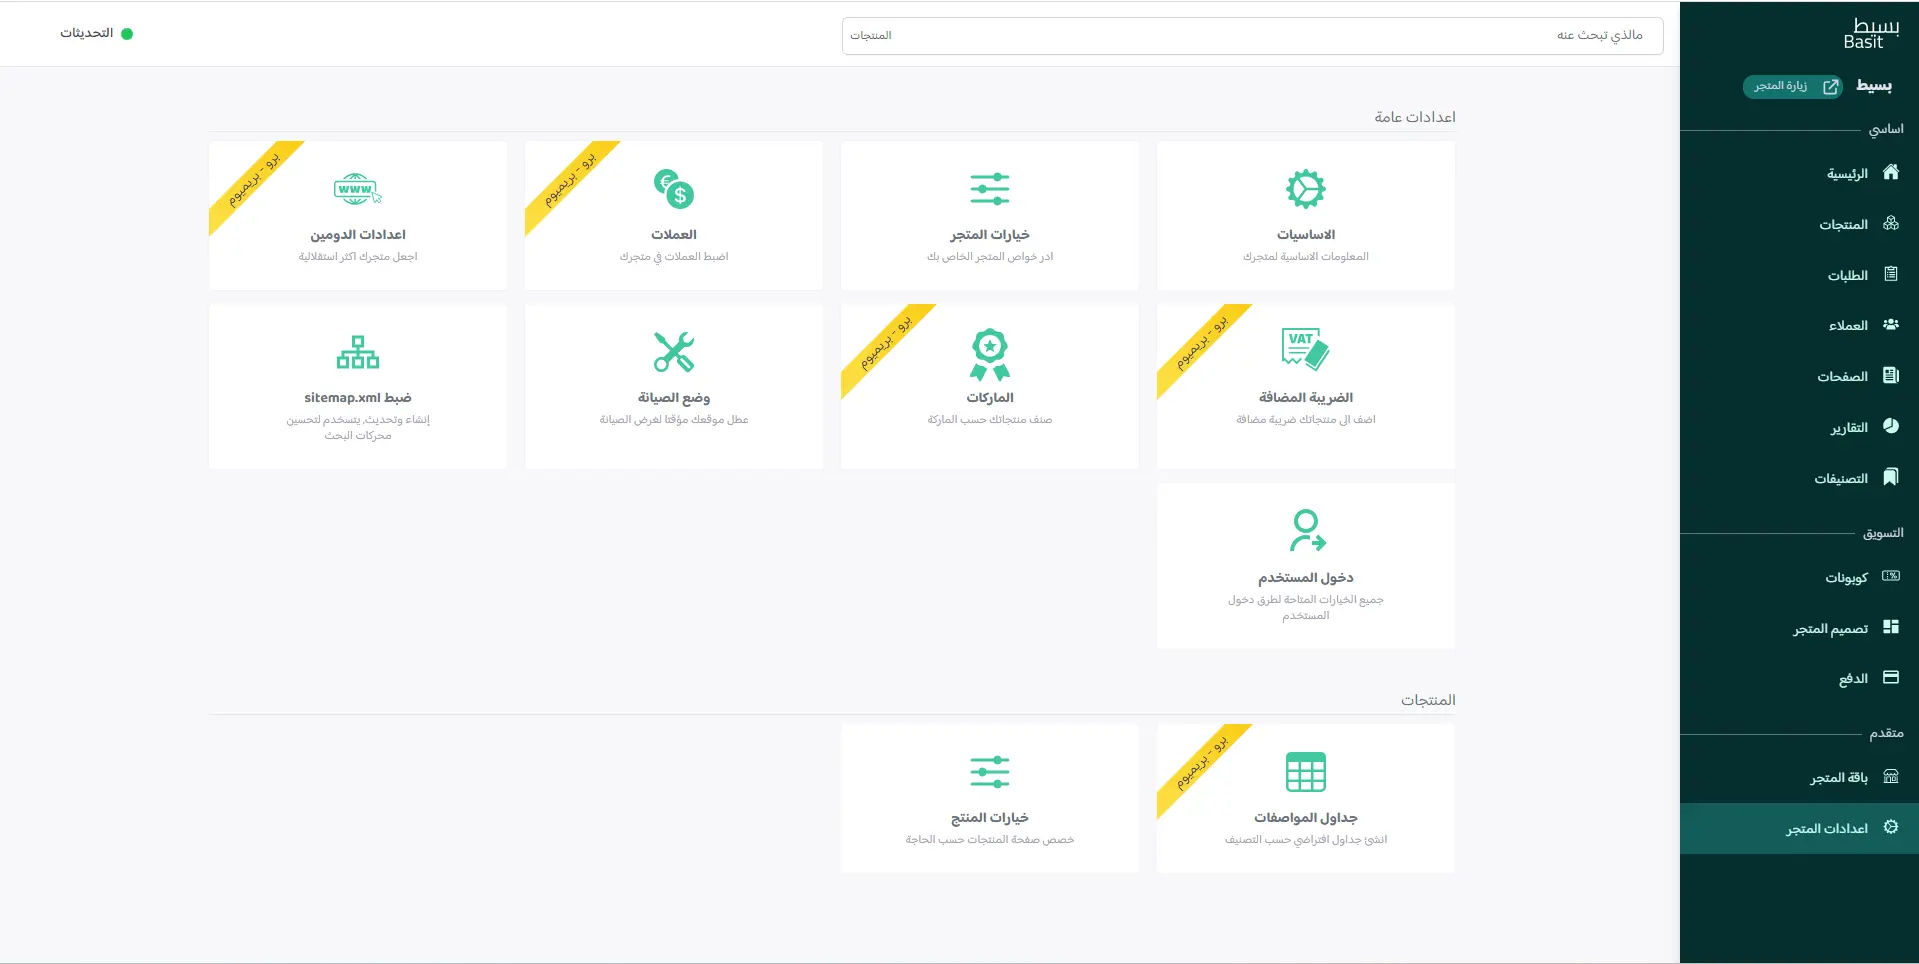 بسيط
Basit
بسيط
زيارة المتجر
اساسي
الرئيسية
المنتجات
الطلبات
العملاء
الصفحات
التقارير
التصنيفات
التسويق
كوبونات
تصميم المتجر
الدفع
متقدم
باقة المتجر
اعدادات المتجر
مالذي تبحث عنه
المنتجات
التحديثات
اعدادات عامة
الاساسيات
المعلومات الاساسية لمتجرك
خيارات المتجر
ادر خواص المتجر الخاص بك
برو - بريميوم
€
$
العملات
اضبط العملات في متجرك
برو - بريميوم
www
اعدادات الدومين
اجعل متجرك اكثر استقلالية
برو - بريميوم
VAT
الضريبة المضافة
اضف الى منتجاتك ضريبة مضافة
برو - بريميوم
الماركات
صنف منتجاتك حسب الماركة
وضع الصيانة
عطل موقعك مؤقتا لغرض الصيانة
ضبط sitemap.xml
إنشاء وتحديث, يتسخدم لتحسين
محركات البحث
دخول المستخدم
جميع الخيارات المتاحة لطرق دخول
المستخدم
المنتجات
برو - بريميوم
جداول المواصفات
انشئ جداول افتراضي حسب التصنيف
خيارات المنتج
خصص صفحة المنتجات حسب الحاجة